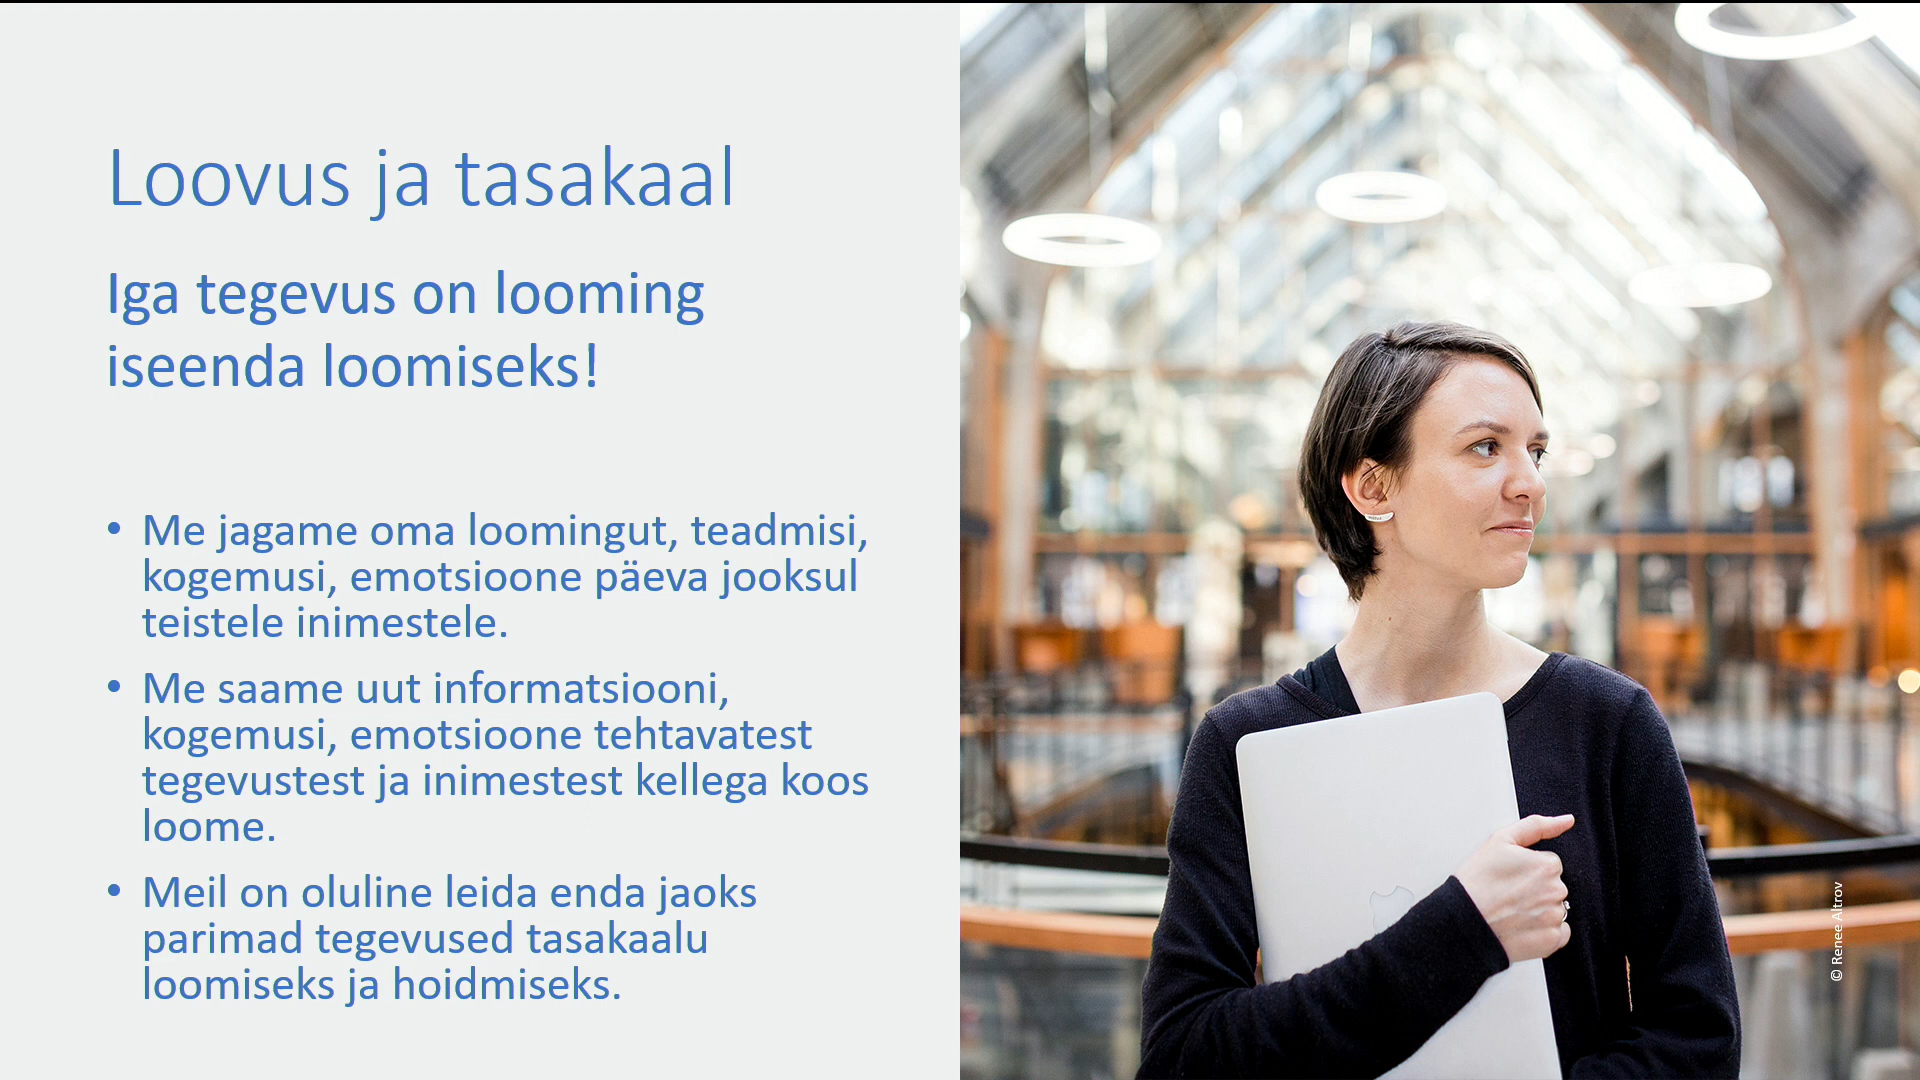 Loovus ja tasakaal
Iga tegevus on looming
iseenda loomiseks!
• Me jagame oma loomingut, teadmisi,
kogemusi, emotsioone päeva jooksul
teistele inimestele.
• Me saame uut informatsiooni,
kogemusi, emotsioone tehtavatest
tegevustest ja inimestest kellega koos
loome.
• Meil on oluline leida enda jaoks
parimad tegevused tasakaalu
loomiseks ja hoidmiseks.
© Renee Altrov